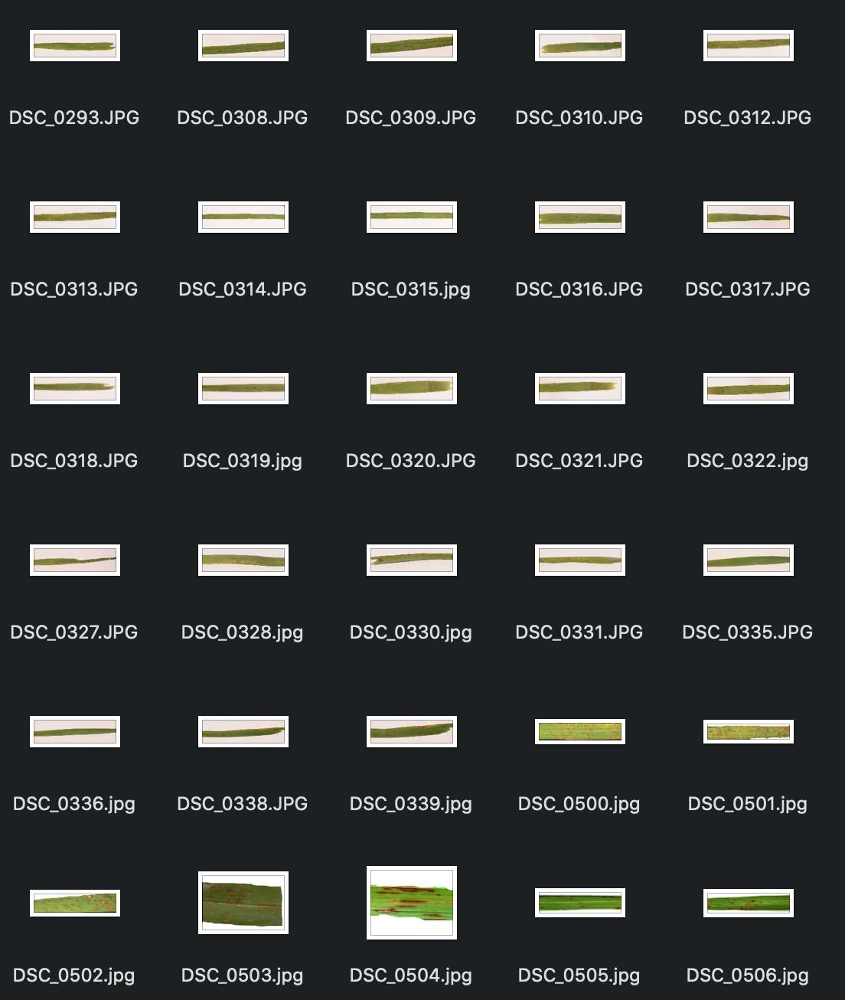 DSC_0293.JPG DSC_0308.JPG DSC_0309.JPG DSC_0310.JPG DSC_0312.JPG
DSC_0313.JPG DSC_0314.JPG DSC_0315.jpg DSC_0316.JPG DSC_0317.JPG
DSC_0318.JPG DSC_0319.jpg DSC_0320.JPG DSC_0321.JPG DSC_0322.jpg
DSC_0327.JPG DSC_0328.jpg DSC_0330.jpg DSC_0331.JPG DSC_0335.JPG
DSC_0336.jpg DSC_0338.JPG DSC_0339.jpg DSC_0500.jpg DSC_0501.jpg
DSC_0502.jpg DSC_0503.jpg DSC_0504.jpg DSC_0505.jpg DSC_0506.jpg